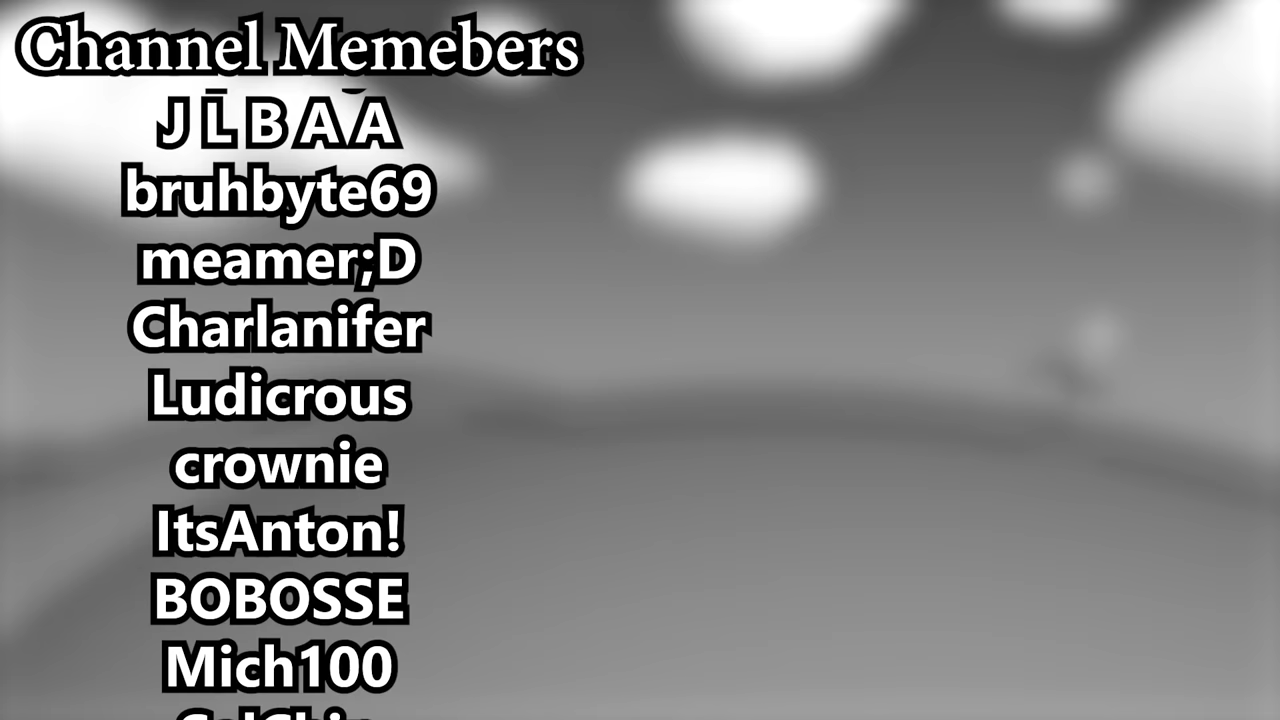 Channel Memebers
J L̄ B A Ă
bruhbyte69
meamer;D
Charlanifer
Ludicrous
crownie
ItsAnton!
BOBOSSE
Mich100